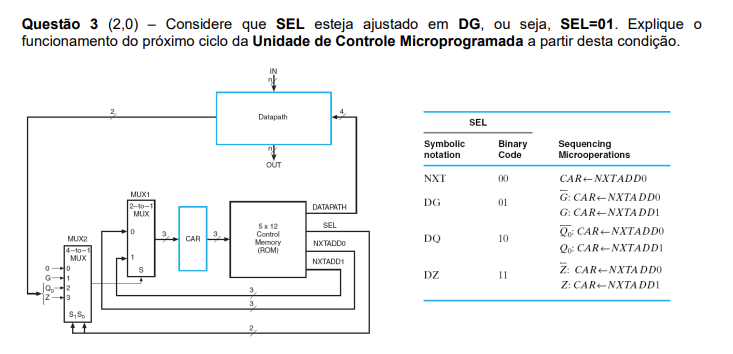 Questão 3 (2,0) – Considere que SEL esteja ajustado em DG, ou seja, SEL=01. Explique o
funcionamento do próximo ciclo da Unidade de Controle Microprogramada a partir desta condição.
IN
n
2
Datapath
4
n
OUT
MUX1
2–to–1
MUX
0
1
S
3
CAR
3
5 x 12
Control
Memory
(ROM)
DATAPATH
SEL
NXTADD0
NXTADD1
MUX2
4–to–1
MUX
0 0
G 1
Q₀ 2
Z 3
S₁S₀
3
3
2
SEL
Symbolic notation
Binary Code
Sequencing Microoperations
NXT 00 CAR←NXTADD0
DG 01 G̅: CAR←NXTADD0
G: CAR←NXTADD1
DQ 10 Q̅₀: CAR←NXTADD0
Q₀: CAR←NXTADD1
DZ 11 Z̅: CAR←NXTADD0
Z: CAR←NXTADD1